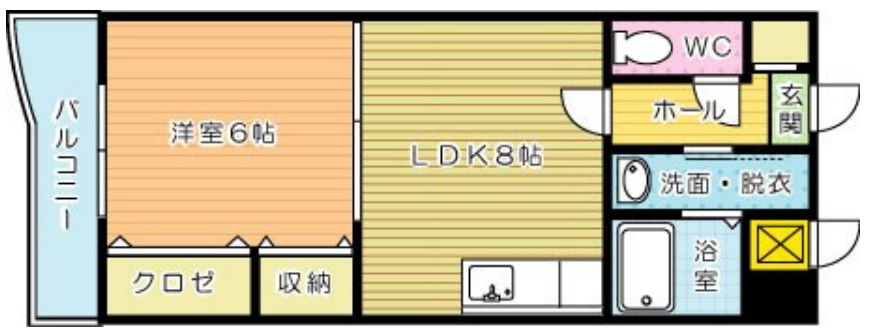 バルコニー
洋室6帖
クロゼ
収納
LDK8帖
WC
ホール
玄関
洗面・脱衣
浴室